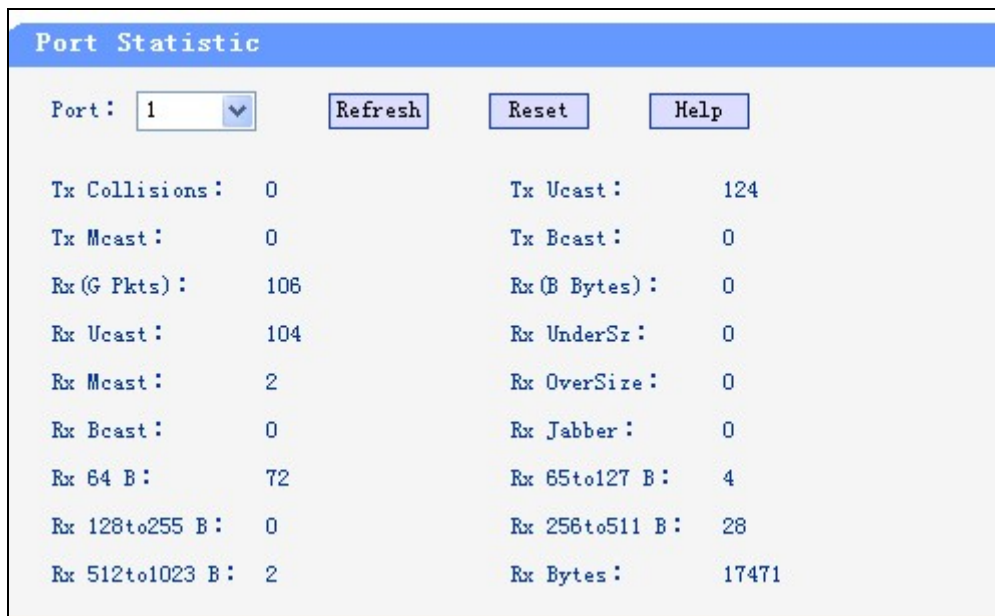 Port Statistic
Port: 1 Refresh Reset Help
Tx Collisions: 0 Tx Ucast: 124
Tx Mcast: 0 Tx Bcast: 0
Rx(G Pkts): 106 Rx(B Bytes): 0
Rx Ucast: 104 Rx UnderSz: 0
Rx Mcast: 2 Rx OverSize: 0
Rx Bcast: 0 Rx Jabber: 0
Rx 64 B: 72 Rx 65to127 B: 4
Rx 128to255 B: 0 Rx 256to511 B: 28
Rx 512to1023 B: 2 Rx Bytes: 17471